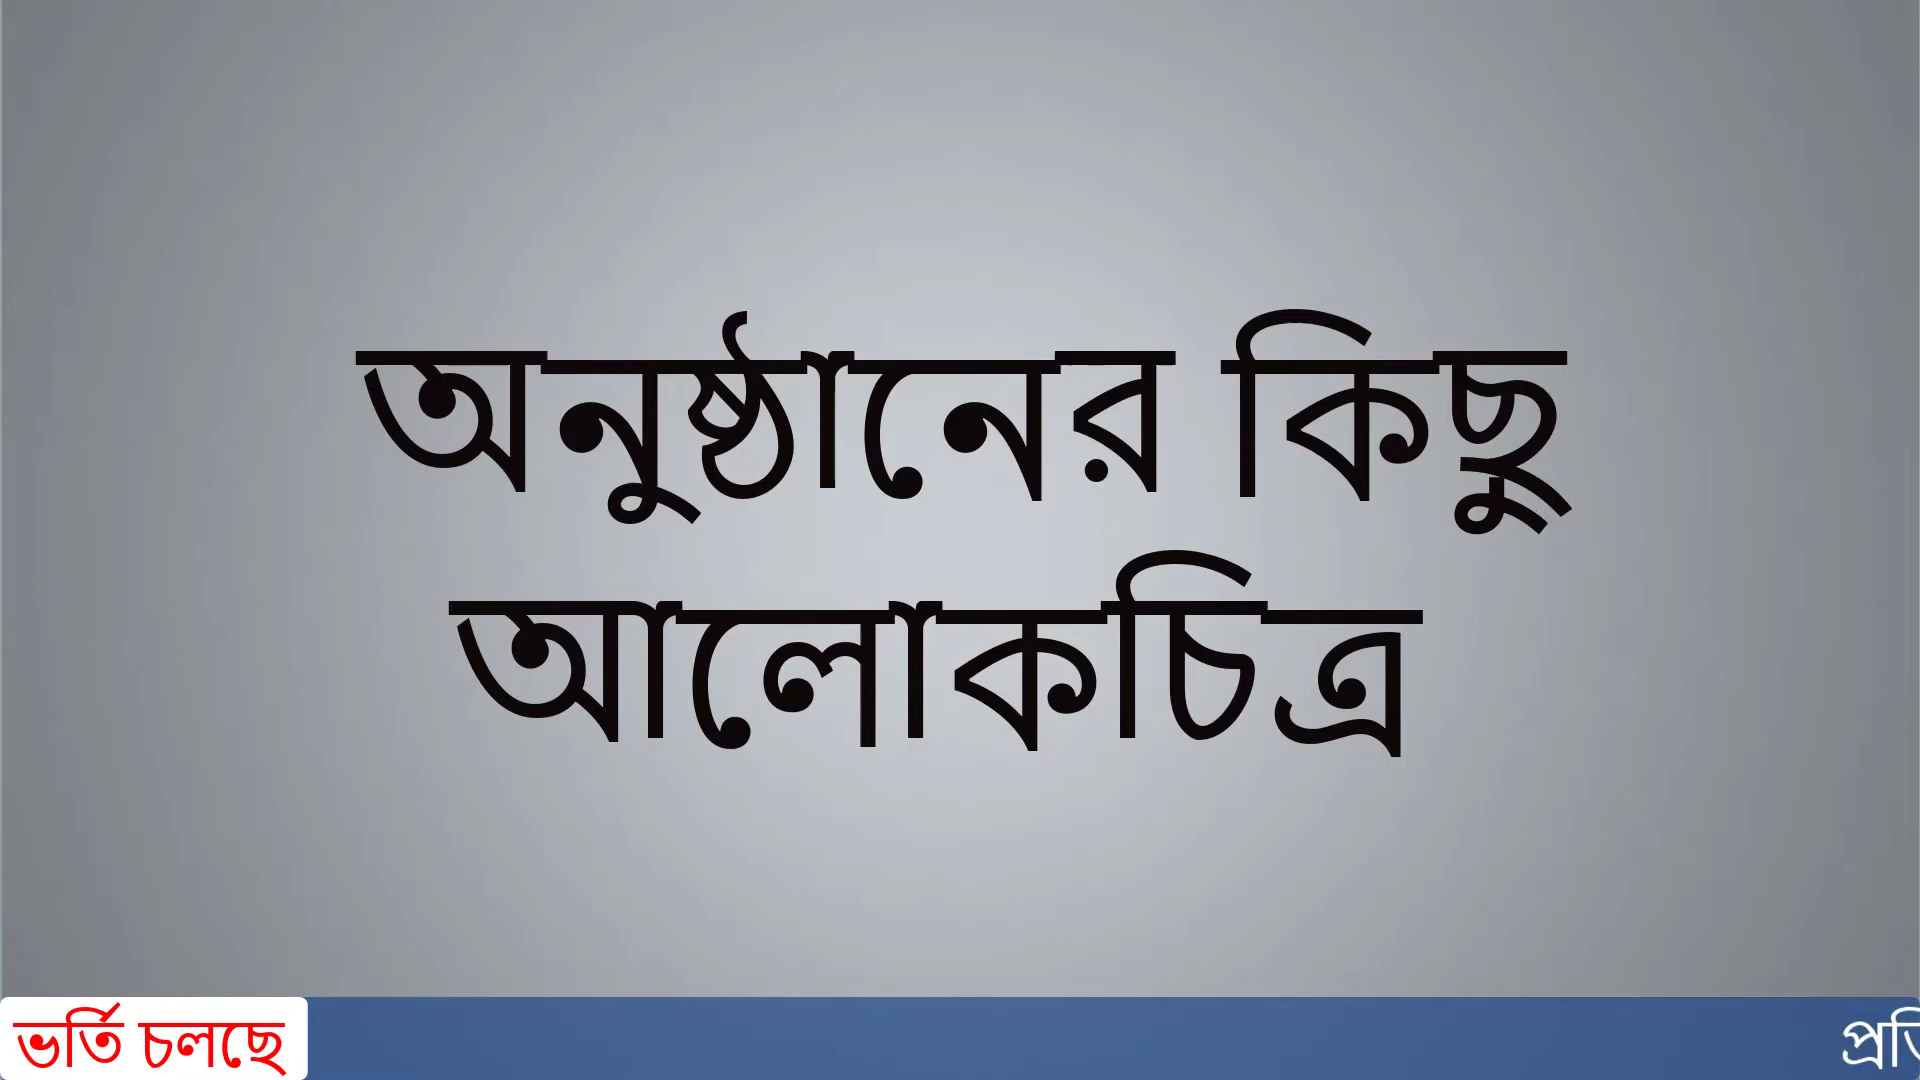 অনুষ্ঠানের কিছু
আলোকচিত্র
ভর্তি চলছে